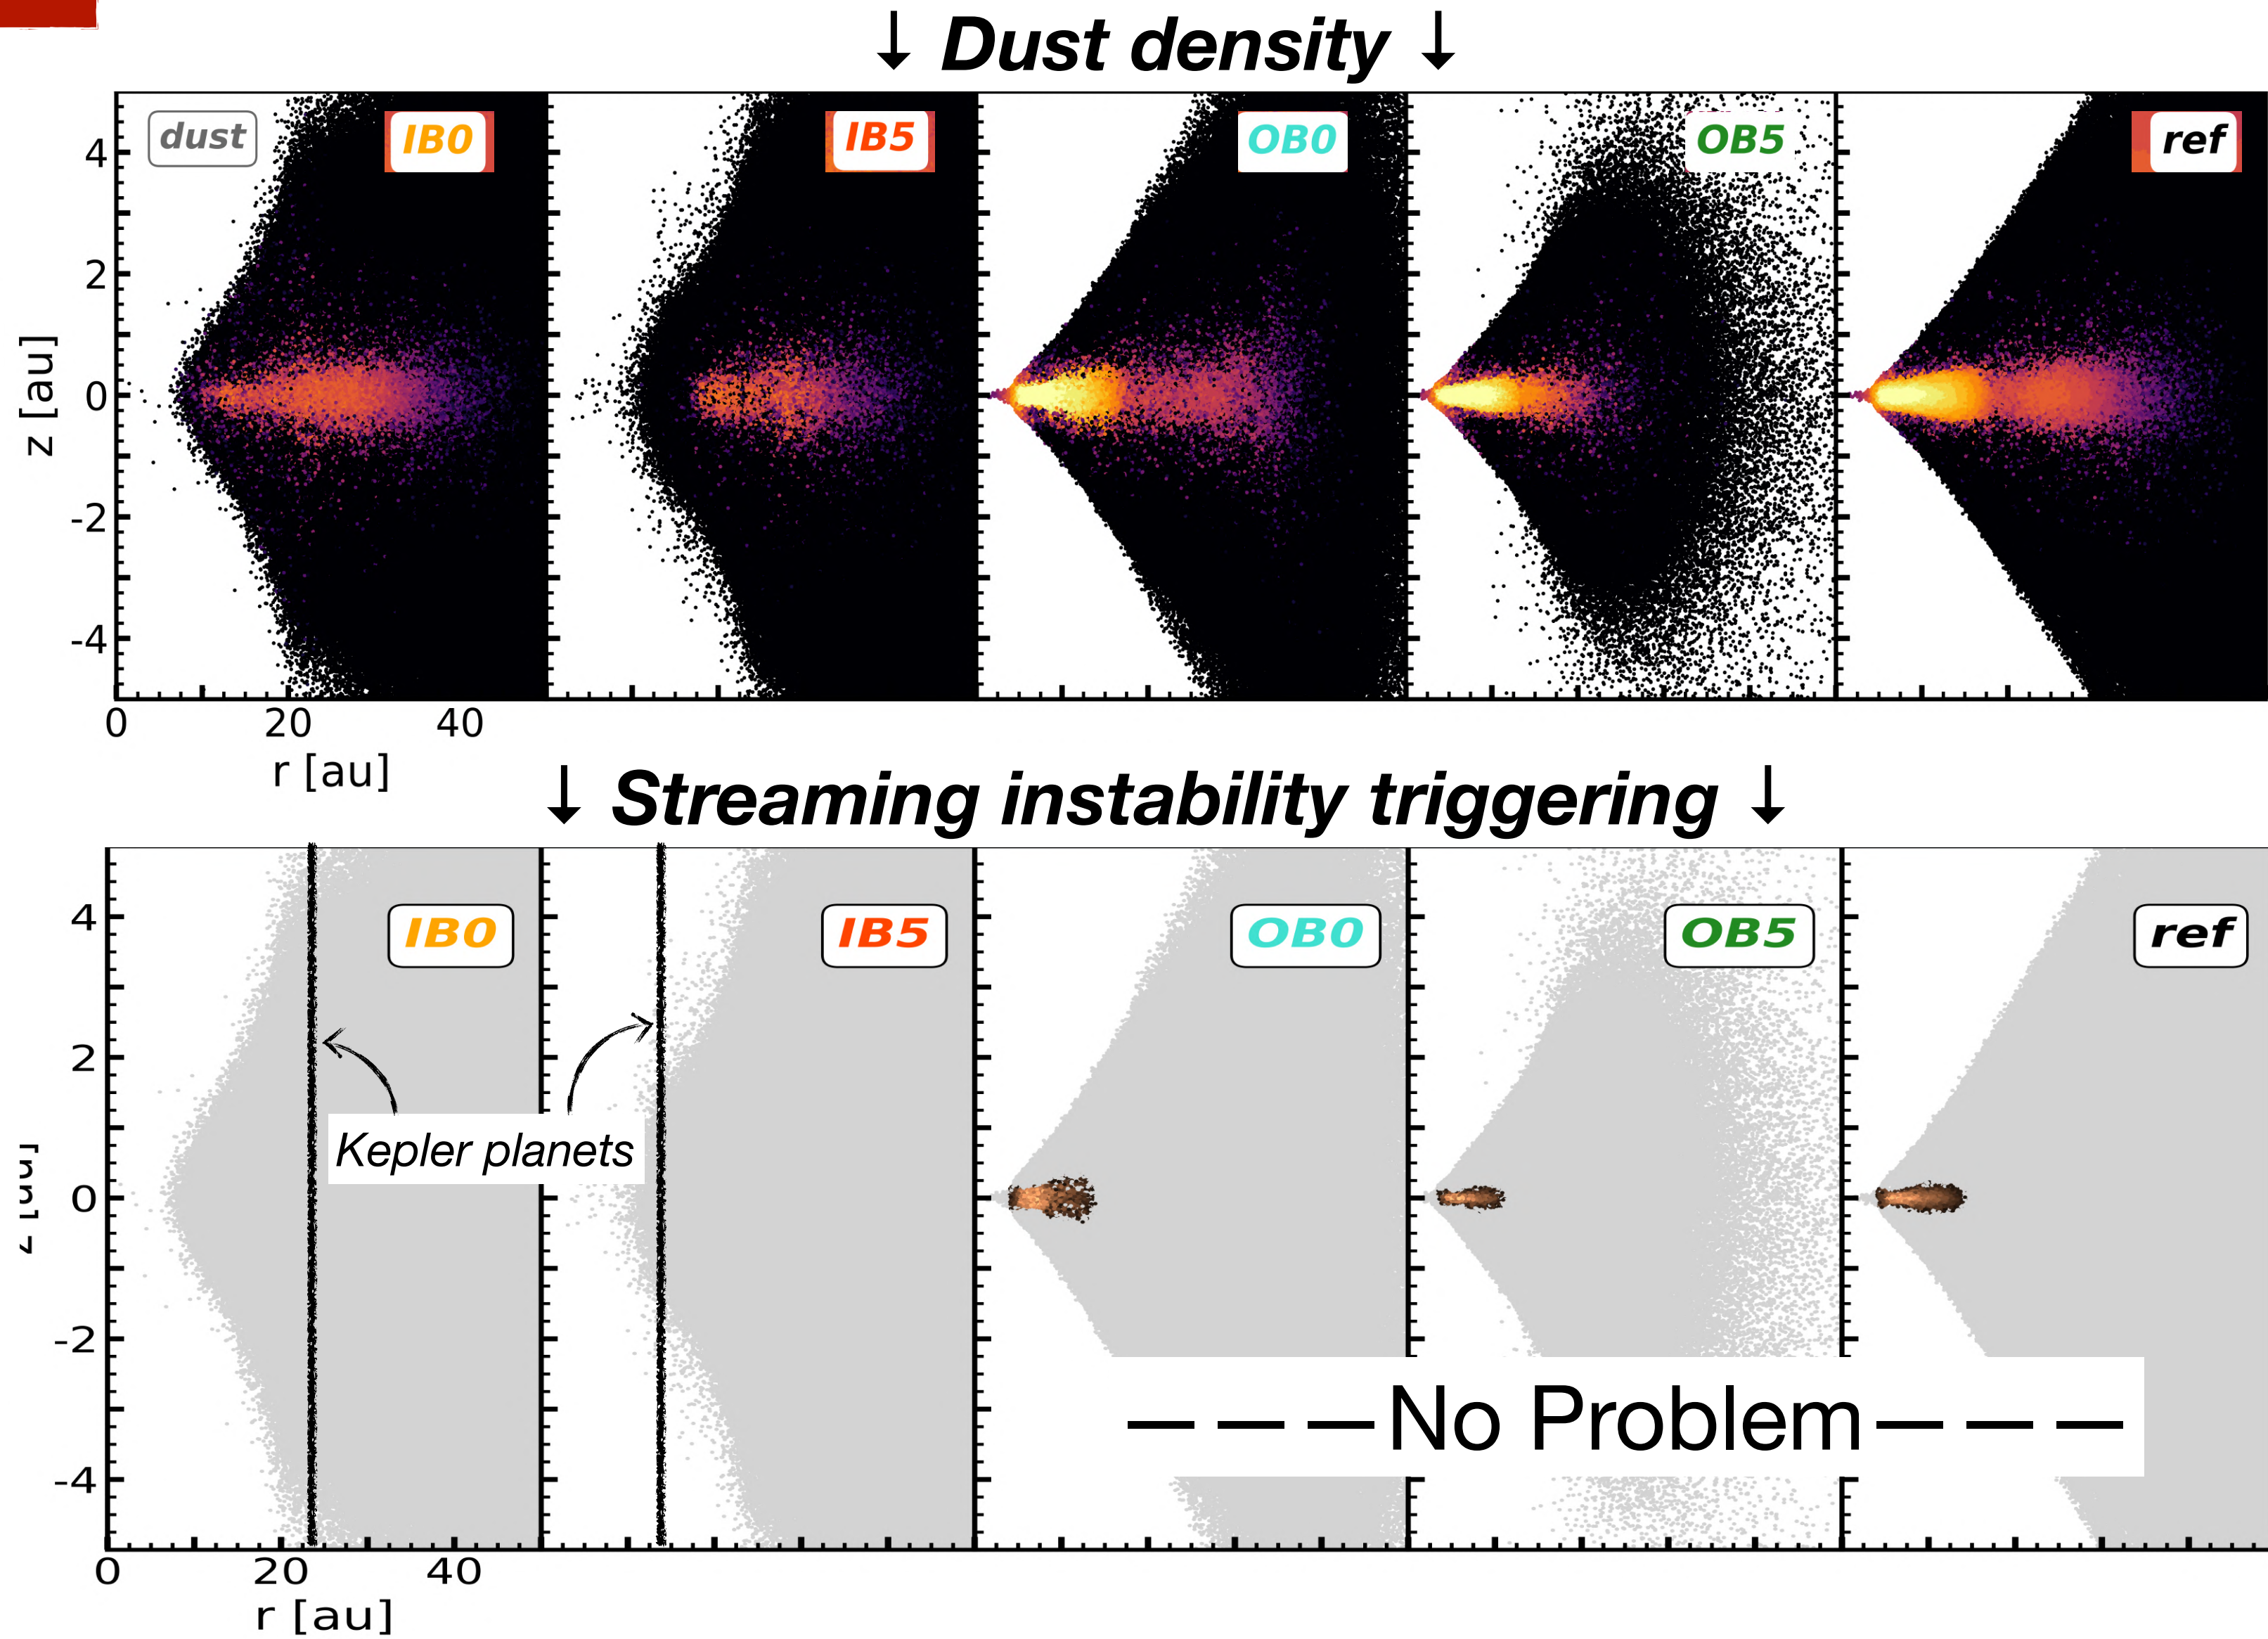 ↓ Dust density ↓
dust IB0 IB5 OB0 OB5 ref
4
2
0
-2
-4
z [au]
0 20 40
r [au]
↓ Streaming instability triggering ↓
IB0 IB5 OB0 OB5 ref
4
2
Kepler planets
0
-2
-4
No Problem
0 20 40
r [au]